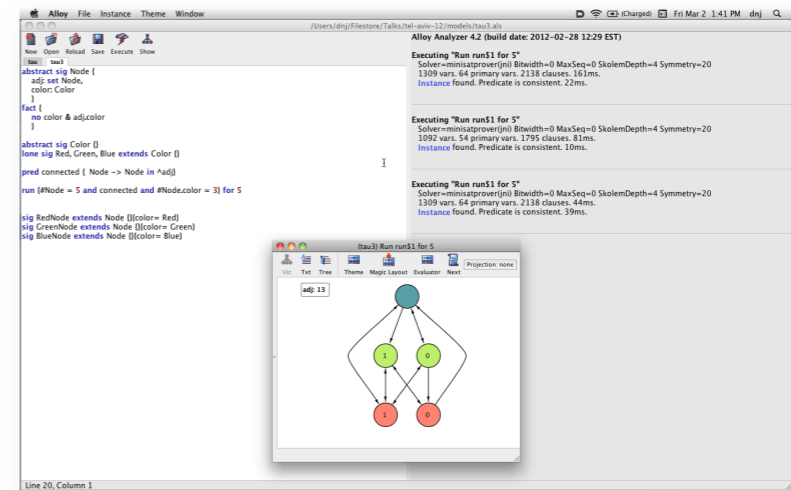 Alloy File Instance Theme Window
(Charged) Fri Mar 2 1:41 PM dnj
/Users/dnj/Filestore/Talks/tel-aviv-12/models/tau3.als
New Open Reload Save Execute Show
tau tau3
abstract sig Node {
adj: set Node,
color: Color
}
fact {
no color & adj.color
}
abstract sig Color {}
lone sig Red, Green, Blue extends Color {}
pred connected { Node -> Node in ^adj}
run {#Node = 5 and connected and #Node.color = 3} for 5
sig RedNode extends Node {}{color= Red}
sig GreenNode extends Node {}{color= Green}
sig BlueNode extends Node {}{color= Blue}
Line 20, Column 1
Alloy Analyzer 4.2 (build date: 2012-02-28 12:29 EST)
Executing "Run run$1 for 5"
Solver=minisatprover(jni) Bitwidth=0 MaxSeq=0 SkolemDepth=4 Symmetry=20
1309 vars. 64 primary vars. 2138 clauses. 161ms.
Instance found. Predicate is consistent. 22ms.
Executing "Run run$1 for 5"
Solver=minisatprover(jni) Bitwidth=0 MaxSeq=0 SkolemDepth=4 Symmetry=20
1092 vars. 54 primary vars. 1795 clauses. 81ms.
Instance found. Predicate is consistent. 10ms.
Executing "Run run$1 for 5"
Solver=minisatprover(jni) Bitwidth=0 MaxSeq=0 SkolemDepth=4 Symmetry=20
1309 vars. 64 primary vars. 2138 clauses. 44ms.
Instance found. Predicate is consistent. 39ms.
(tau3) Run run$1 for 5
Viz Txt Tree Theme Magic Layout Evaluator Next Projection: none
adj: 13
1 0
1 0